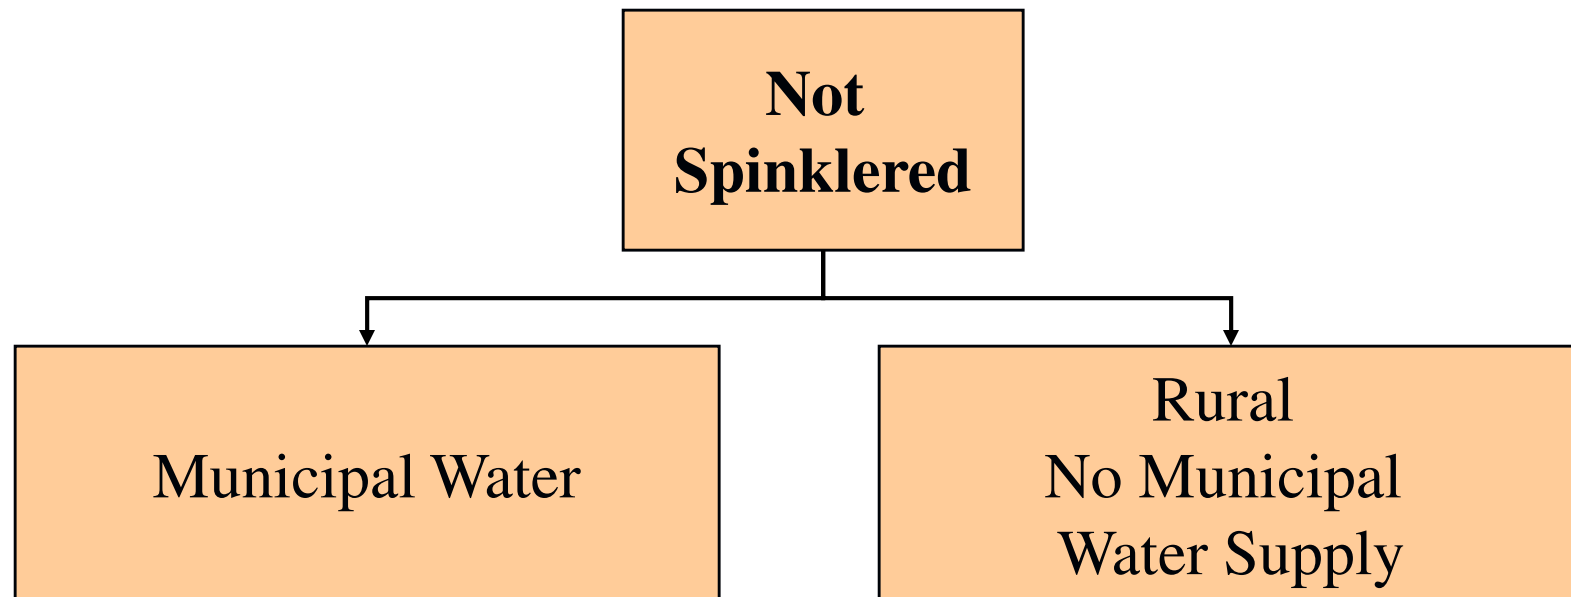 Not
Spinklered
Municipal Water
Rural
No Municipal
Water Supply